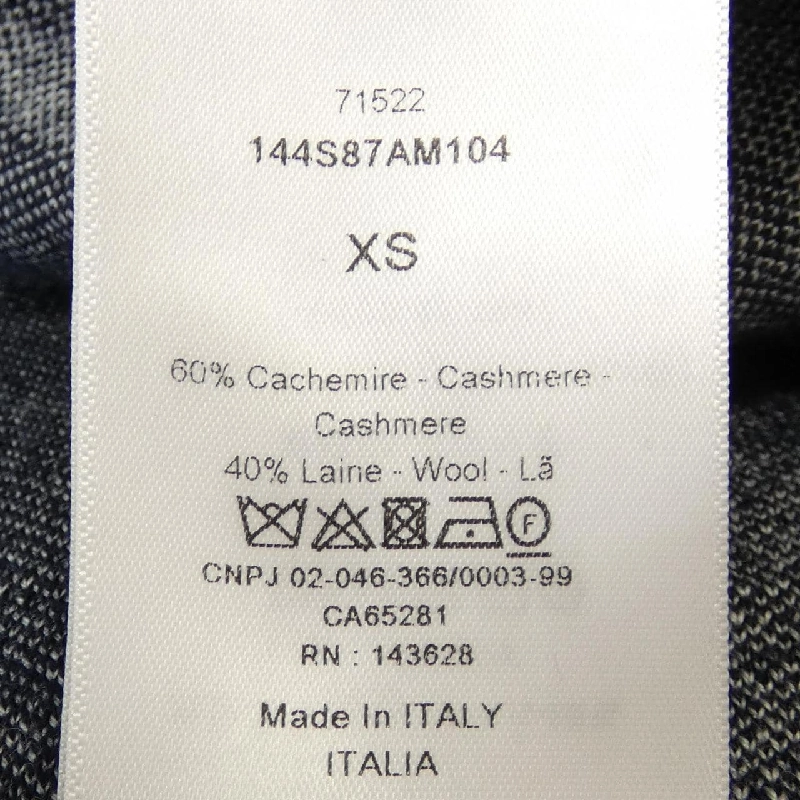 71522
144S87AM104
XS
60% Cachemire - Cashmere -
Cashmere
40% Laine - Wool - Lã
F
CNPJ 02-046-366/0003-99
CA65281
RN : 143628
Made In ITALY
ITALIA